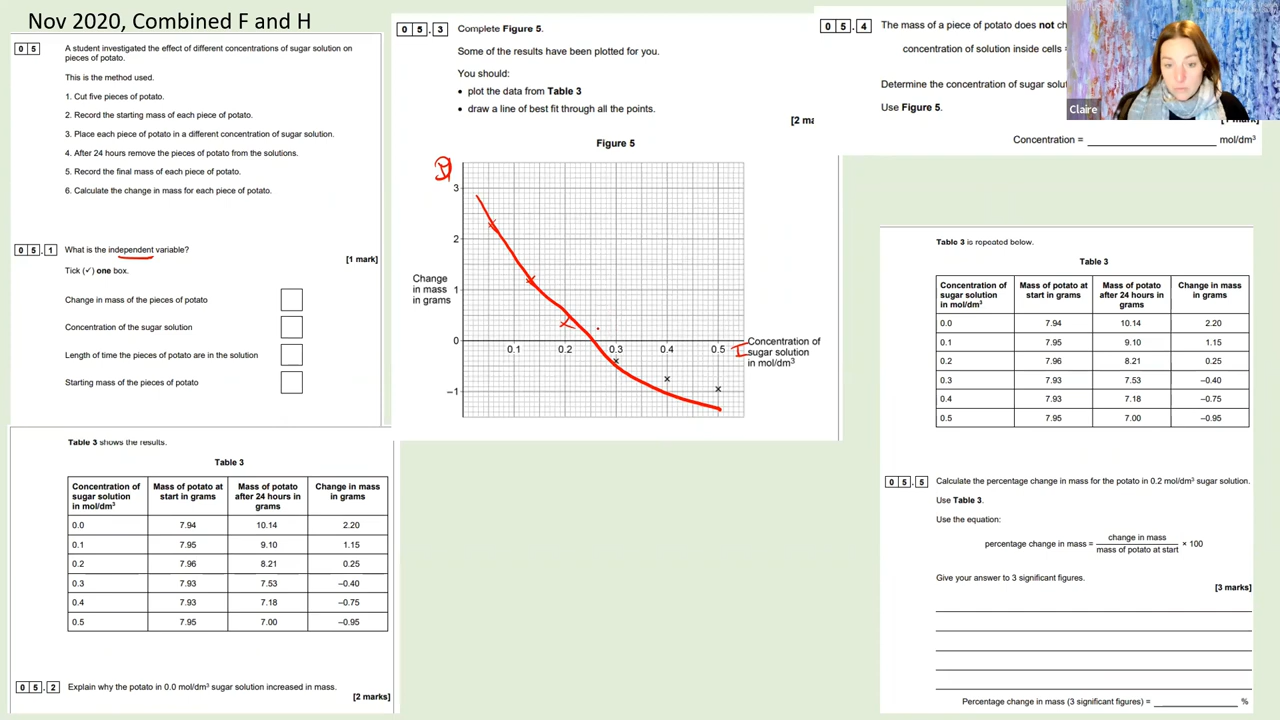 Nov 2020, Combined F and H
0 5
A student investigated the effect of different concentrations of sugar solution on
pieces of potato.
This is the method used.
1. Cut five pieces of potato.
2. Record the starting mass of each piece of potato.
3. Place each piece of potato in a different concentration of sugar solution.
4. After 24 hours remove the pieces of potato from the solutions.
5. Record the final mass of each piece of potato.
6. Calculate the change in mass for each piece of potato.
0 5 . 1
What is the independent variable?
[1 mark]
Tick (✓) one box.
Change in mass of the pieces of potato
Concentration of the sugar solution
Length of time the pieces of potato are in the solution
Starting mass of the pieces of potato
Table 3 shows the results.
Table 3
Concentration of sugar solution in mol/dm³ | Mass of potato at start in grams | Mass of potato after 24 hours in grams | Change in mass in grams
0.0 7.94 10.14 2.20
0.1 7.95 9.10 1.15
0.2 7.96 8.21 0.25
0.3 7.93 7.53 –0.40
0.4 7.93 7.18 –0.75
0.5 7.95 7.00 –0.95
0 5 . 2
Explain why the potato in 0.0 mol/dm³ sugar solution increased in mass.
[2 marks]
0 5 . 3
Complete Figure 5.
Some of the results have been plotted for you.
You should:
• plot the data from Table 3
• draw a line of best fit through all the points.
[2 ma
Figure 5
D
3
2
1
0
–1
Change
in mass
in grams
0.1 0.2 0.3 0.4 0.5
I
Concentration of
sugar solution
in mol/dm³
0 5 . 4
The mass of a piece of potato does not ch
concentration of solution inside cells =
Determine the concentration of sugar solut
Use Figure 5.
Concentration = mol/dm³
Claire
Table 3 is repeated below.
Table 3
Concentration of sugar solution in mol/dm³ | Mass of potato at start in grams | Mass of potato after 24 hours in grams | Change in mass in grams
0.0 7.94 10.14 2.20
0.1 7.95 9.10 1.15
0.2 7.96 8.21 0.25
0.3 7.93 7.53 –0.40
0.4 7.93 7.18 –0.75
0.5 7.95 7.00 –0.95
0 5 . 5
Calculate the percentage change in mass for the potato in 0.2 mol/dm³ sugar solution.
Use Table 3.
Use the equation:
percentage change in mass = change in mass / mass of potato at start × 100
Give your answer to 3 significant figures.
[3 marks]
Percentage change in mass (3 significant figures) = %